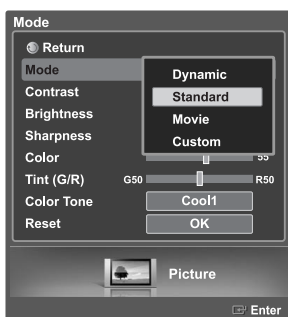 Mode
Return
Mode
Dynamic
Contrast
Standard
Brightness
Movie
Sharpness
Custom
Color 55
Tint (G/R) G50 R50
Color Tone Cool1
Reset OK
Picture
Enter